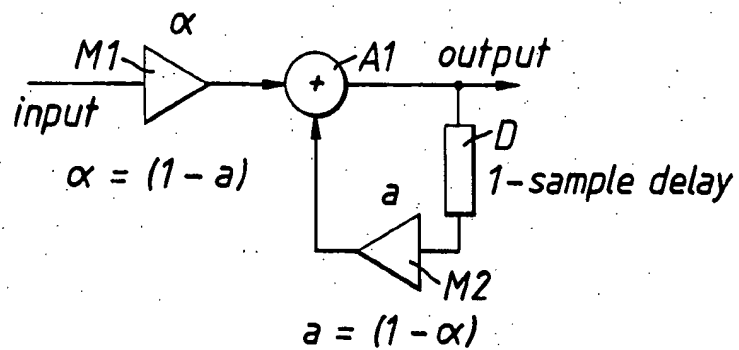 α
M1
A1
output
+
input
D
α = (1 - a)
a
1-sample delay
M2
a = (1 - α)